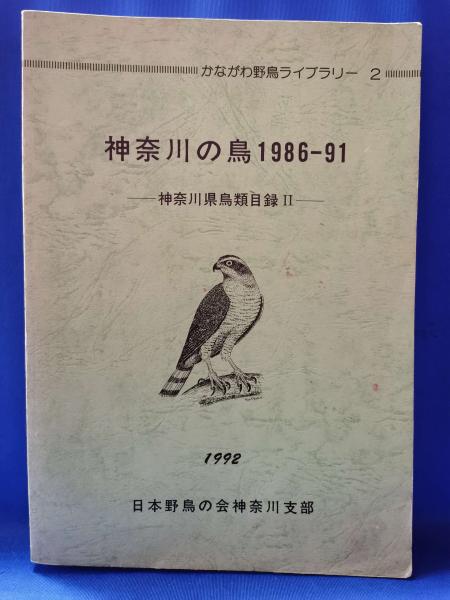 かながわ野鳥ライブラリー 2
神奈川の鳥1986-91
神奈川県鳥類目録II
1992
日本野鳥の会神奈川支部